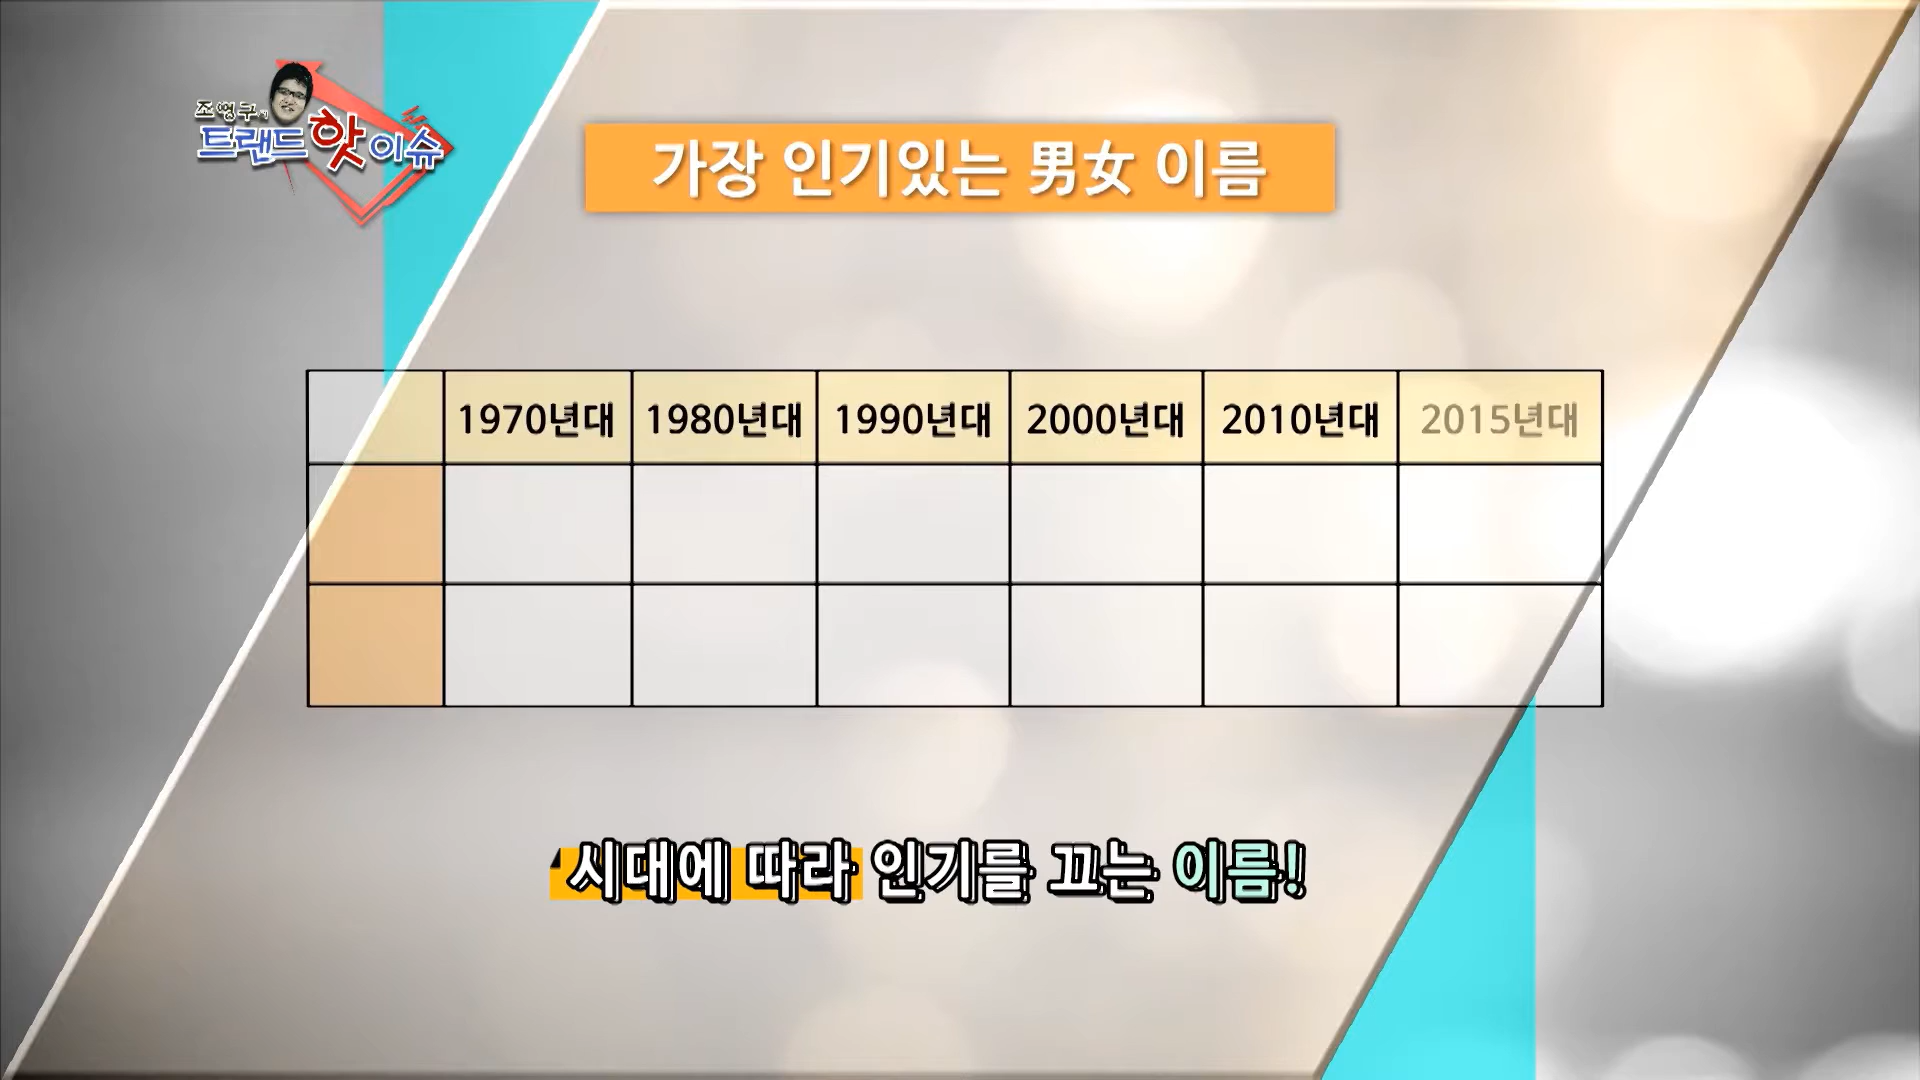 조영구의
트랜드 핫이슈
가장 인기있는 男女 이름
1970년대 1980년대 1990년대 2000년대 2010년대 2015년대
시대에 따라 인기를 끄는 이름!